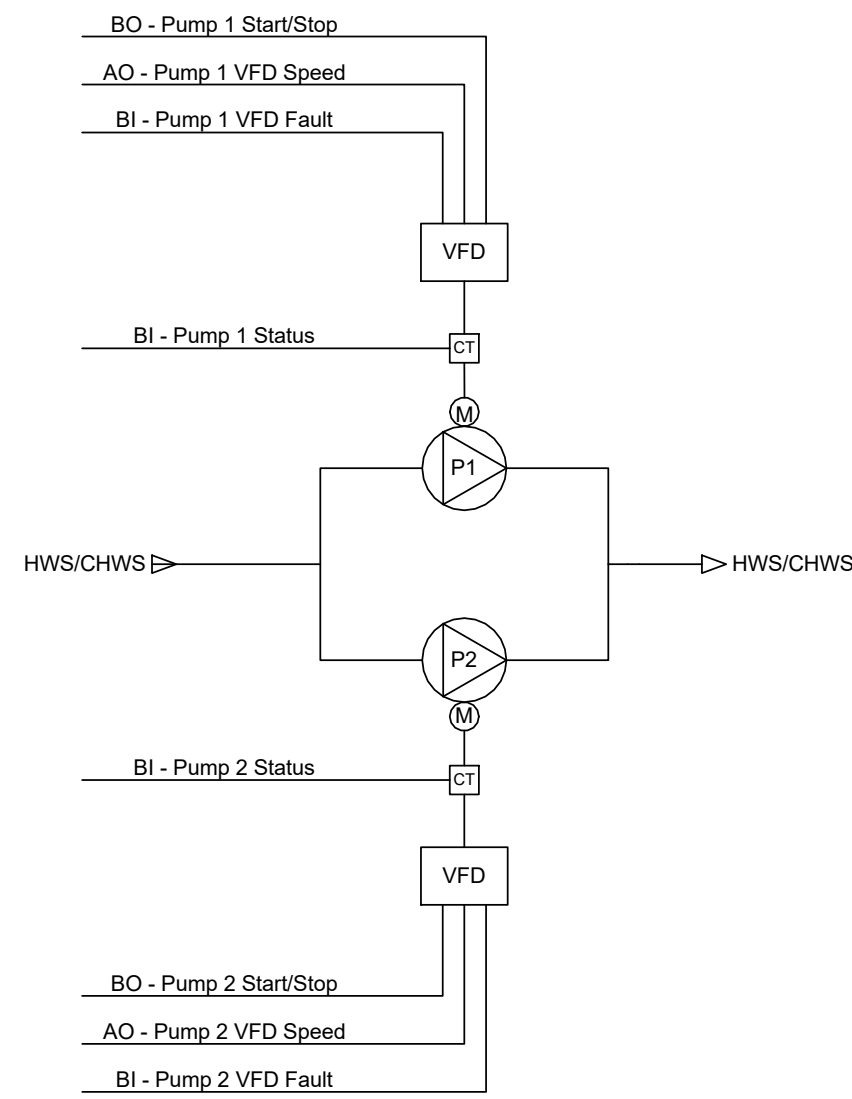 BO - Pump 1 Start/Stop
AO - Pump 1 VFD Speed
BI - Pump 1 VFD Fault
VFD
BI - Pump 1 Status
CT
M
P1
HWS/CHWS
HWS/CHWS
P2
M
BI - Pump 2 Status
CT
VFD
BO - Pump 2 Start/Stop
AO - Pump 2 VFD Speed
BI - Pump 2 VFD Fault